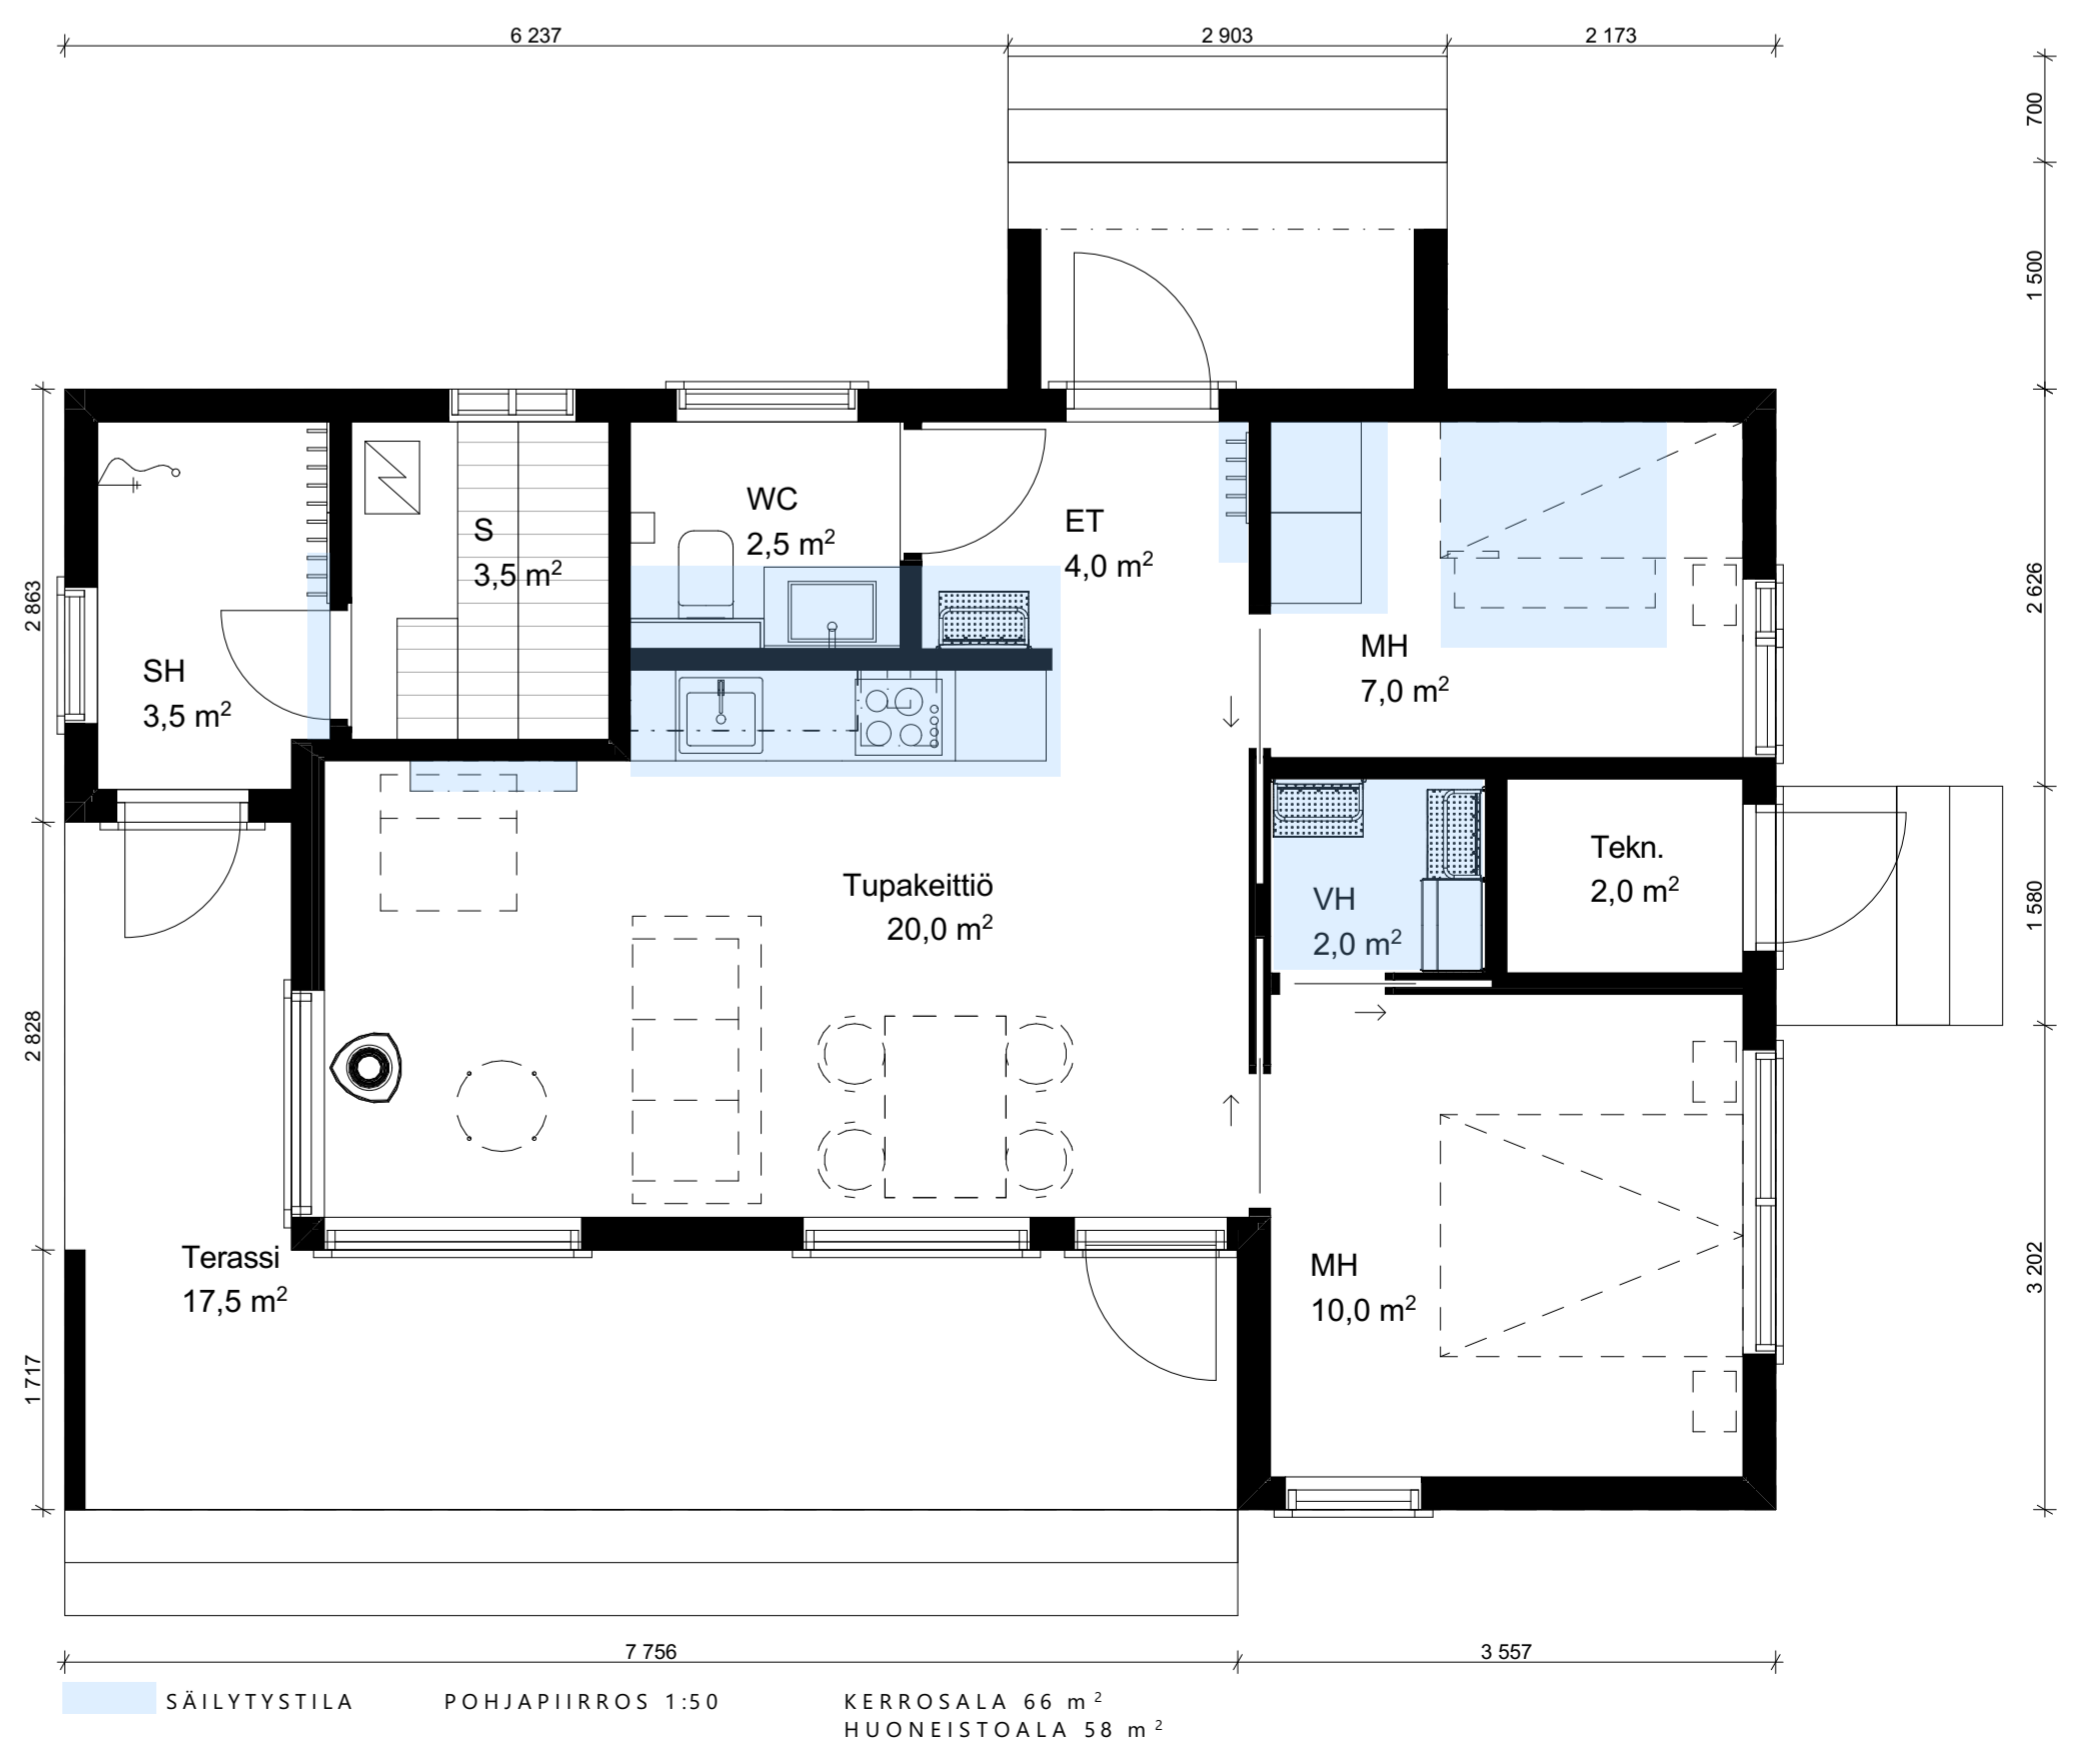 6 237
2 903
2 173
700
1 500
2 863
2 626
WC
2,5 m²
S
3,5 m²
ET
4,0 m²
SH
3,5 m²
MH
7,0 m²
Tupakeittiö
20,0 m²
VH
2,0 m²
Tekn.
2,0 m²
1 580
2 828
Terassi
17,5 m²
MH
10,0 m²
3 202
1 717
7 756
3 557
SÄILYTYSTILA
POHJAPIIRROS 1:50
KERROSALA 66 m²
HUONEISTOALA 58 m²